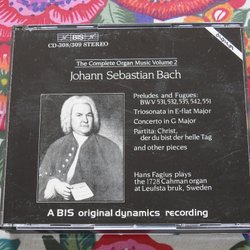 BIS
CD-308/309 STEREO
The Complete Organ Music Volume 2
Johann Sebastian Bach
Preludes and Fugues:
BWV 531, 532, 535, 542, 551
Triosonata in E-flat Major
Concerto in G Major
Partita: Christ,
der du bist der helle Tag
and other pieces
Hans Fagius plays
the 1728 Cahman organ
at Leufsta bruk, Sweden
A BIS original dynamics recording